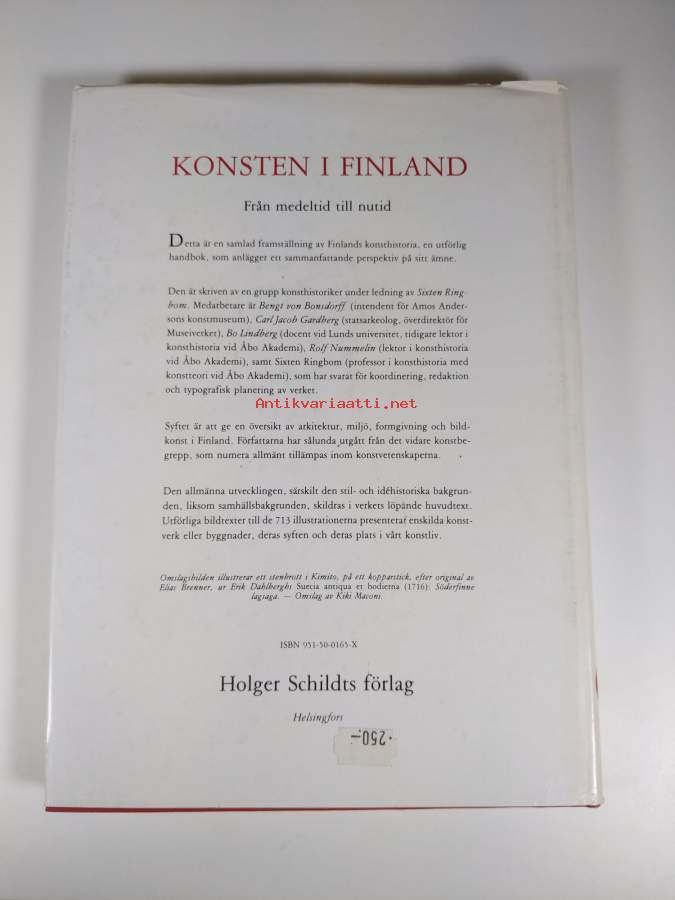 KONSTEN I FINLAND
Från medeltid till nutid
Detta är en samlad framställning av Finlands konsthistoria, en utförlig
handbok, som anlägger ett sammanfattande perspektiv på sitt ämne.
Den är skriven av en grupp konsthistoriker under ledning av Sixten Ring-
bom. Medarbetare är Bengt von Bonsdorff (intendent för Amos Ander-
sons konstmuseum), Carl Jacob Gardberg (statsarkeolog, överdirektör för
Museiverket), Bo Lindberg (docent vid Lunds universitet, tidigare lektor i
konsthistoria vid Åbo Akademi), Rolf Nummelin (lektor i konsthistoria
vid Åbo Akademi), samt Sixten Ringbom (professor i konsthistoria med
konstteori vid Åbo Akademi), som har svarat för koordinering, redaktion
och typografisk planering av verket.
Antikvariaatti.net
Syftet är att ge en översikt av arkitektur, miljö, formgivning och bild-
konst i Finland. Författarna har sålunda utgått från det vidare konstbe-
grepp, som numera allmänt tillämpas inom konstvetenskaperna.
Den allmänna utvecklingen, särskilt den stil- och idéhistoriska bakgrun-
den, liksom samhällsbakgrunden, skildras i verkets löpande huvudtext.
Utförliga bildtexter till de 713 illustrationerna presenterar enskilda konst-
verk eller byggnader, deras syften och deras plats i vårt konstliv.
Omslagsbilden illustrerar ett stenbrott i Kimito, på ett kopparstick, efter original av
Elias Brenner, ur Erik Dahlberghs Suecia antiqua et hodierna (1716): Söderfinne
lagsaga. — Omslag av Kiki Maconi.
ISBN 951-50-0165-X
Holger Schildts förlag
Helsingfors
·250.–